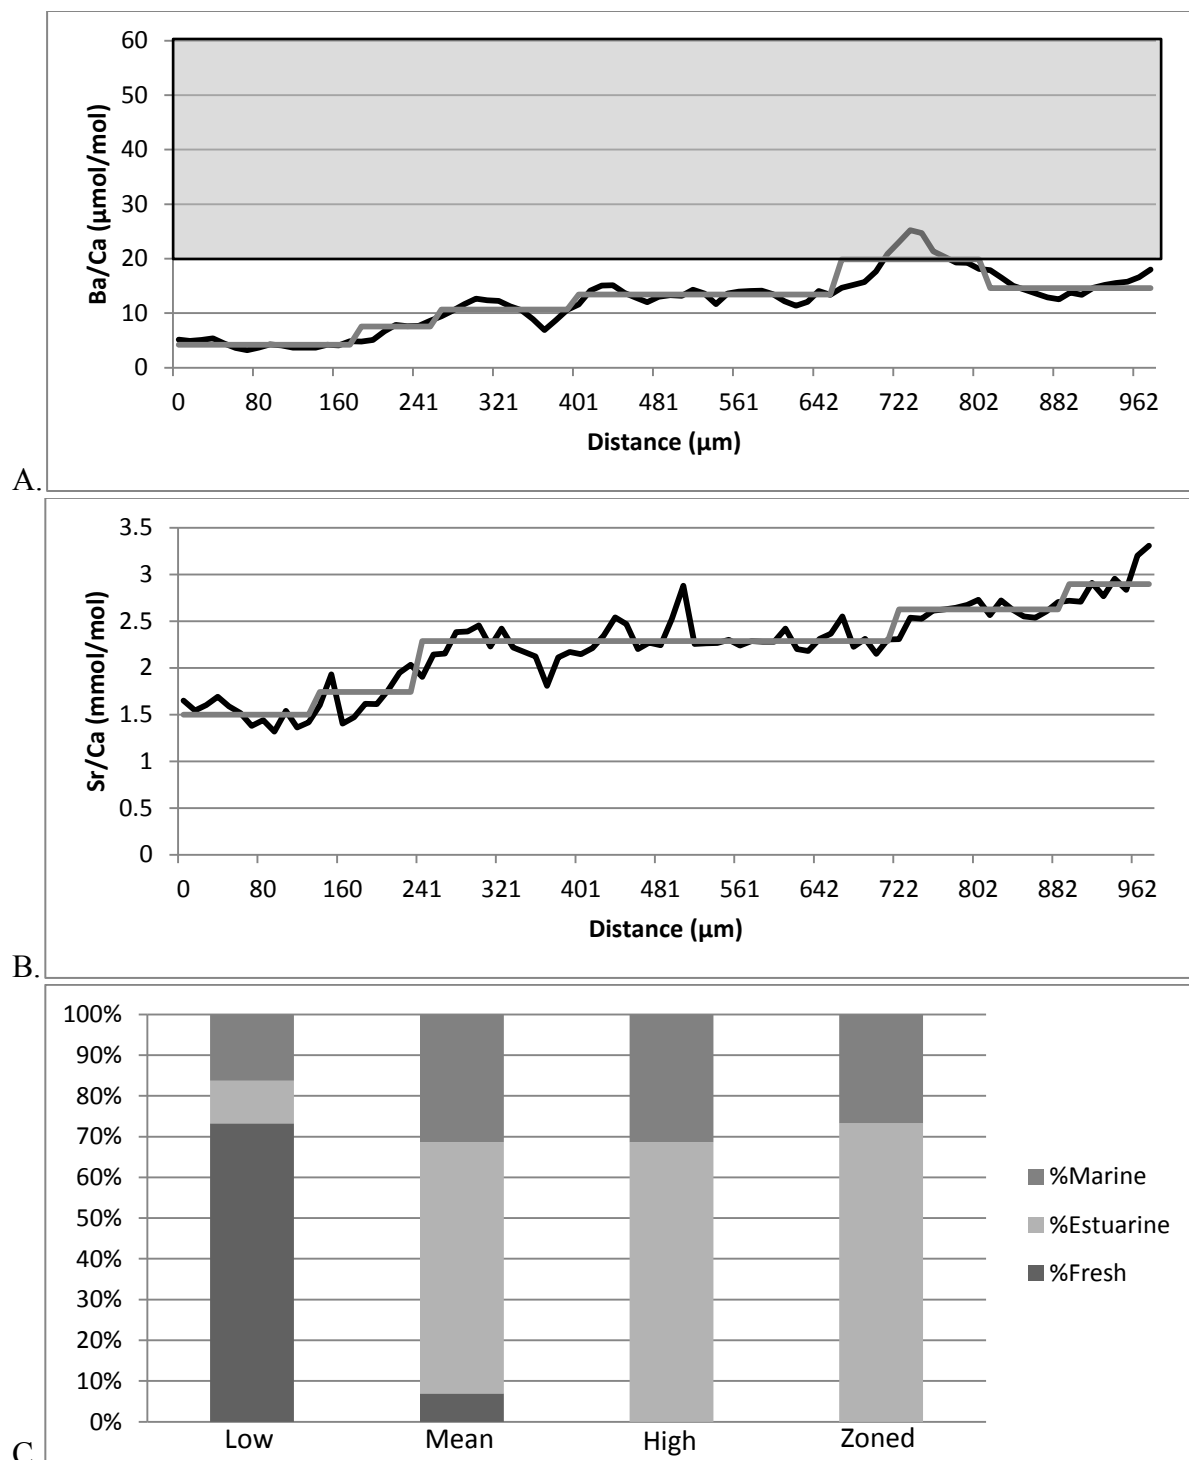 60
50
40
30
20
10
0
Ba/Ca (µmol/mol)
0 80 160 241 321 401 481 561 642 722 802 882 962
Distance (µm)
A.
3.5
3
2.5
2
1.5
1
0.5
0
Sr/Ca (mmol/mol)
0 80 160 241 321 401 481 561 642 722 802 882 962
Distance (µm)
B.
100%
90%
80%
70%
60%
50%
40%
30%
20%
10%
0%
Low Mean High Zoned
%Marine
%Estuarine
%Fresh
C